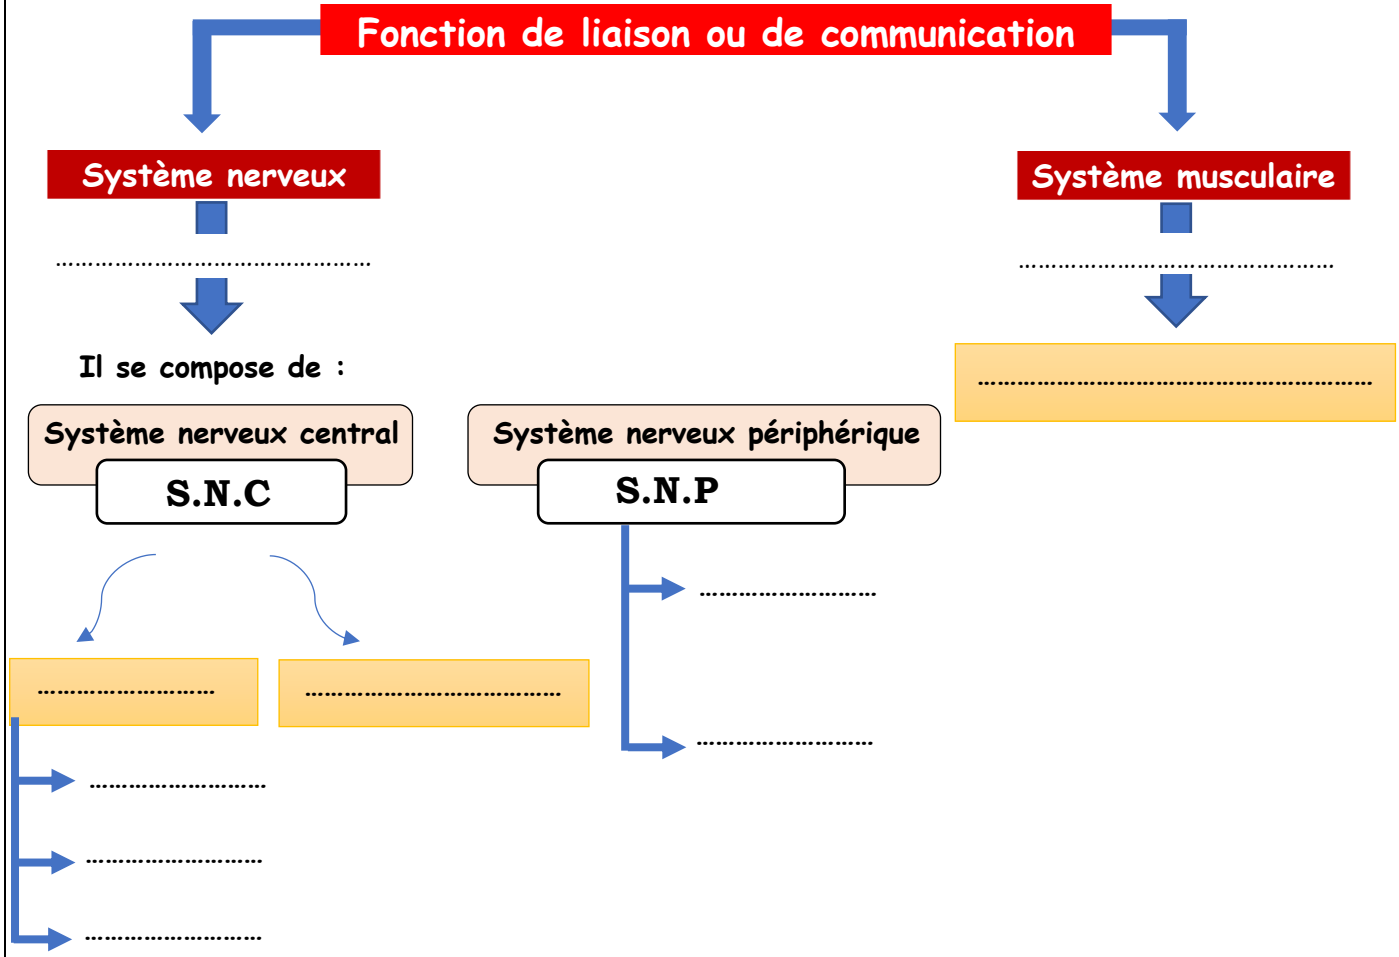 Fonction de liaison ou de communication
Système nerveux
Système musculaire
................................................
................................................
Il se compose de :
............................................................
Système nerveux central
Système nerveux périphérique
S.N.C
S.N.P
...........................
...........................
.......................................
...........................
...........................
...........................
...........................